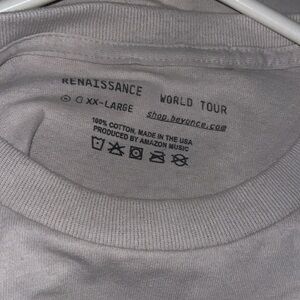 RENAISSANCE WORLD TOUR
XX-LARGE shop.beyonce.com
100% COTTON, MADE IN THE USA
PRODUCED BY AMAZON MUSIC